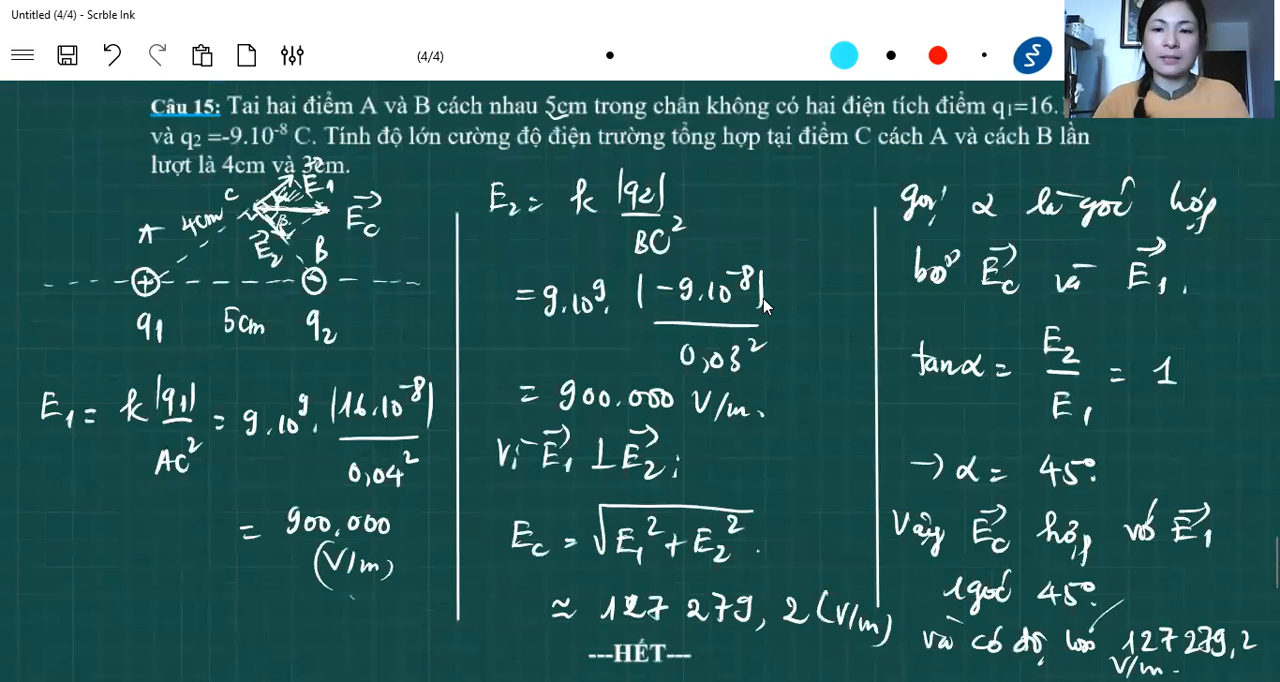 Untitled (4/4) - Scrble Ink
(4/4)
Câu 15: Tai hai điểm A và B cách nhau 5cm trong chân không có hai điện tích điểm q1=16.
và q2 =-9.10-8 C. Tính độ lớn cường độ điện trường tổng hợp tại điểm C cách A và cách B lần
lượt là 4cm và 3cm.
C E1
4cm EC
A E2 B
+ -
q1 5cm q2
E1 = k |q1| / AC² = 9.10⁹. |16.10⁻⁸| / 0,04²
= 900.000
(V/m)
E2 = k |q2| / BC²
= 9.10⁹. |-9.10⁻⁸| / 0,03²
= 900.000 V/m.
Vì E1 ⊥ E2;
EC = √E1² + E2².
≈ 127 279, 2 (V/m)
gọi α là góc hợp
bởi EC và E1.
tanα = E2 / E1 = 1
→ α = 45°.
Vậy EC hợp với E1
1 góc 45°.
và có độ lớn 127 279, 2
V/m.
---HẾT---